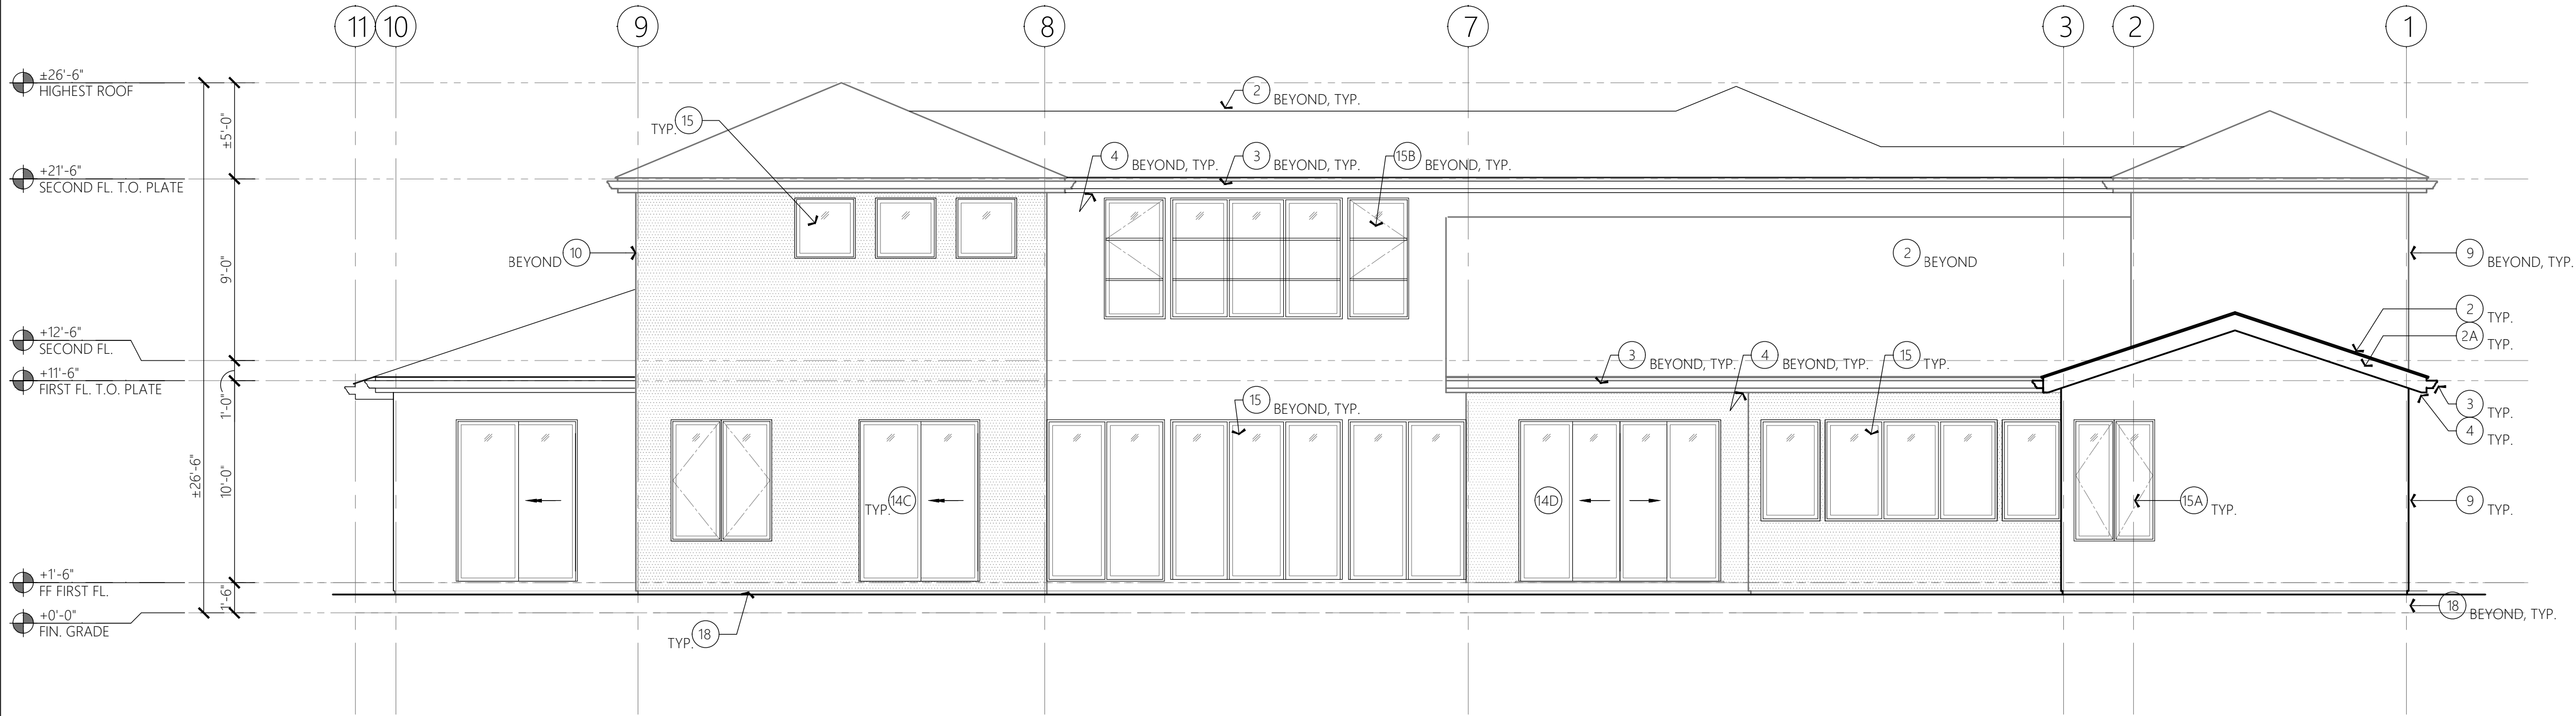 11 10 9 8 7 3 2 1
±26'-6"
HIGHEST ROOF
2 BEYOND, TYP.
TYP. 15
±5'-0"
4 BEYOND, TYP.
3 BEYOND, TYP.
15B BEYOND, TYP.
+21'-6"
SECOND FL. T.O. PLATE
BEYOND 10
2 BEYOND
9 BEYOND, TYP.
9'-0"
2 TYP.
2A TYP.
+12'-6"
SECOND FL.
3 BEYOND, TYP.
4 BEYOND, TYP.
15 TYP.
+11'-6"
FIRST FL. T.O. PLATE
1'-0"
15 BEYOND, TYP.
3 TYP.
4 TYP.
±26'-6"
10'-0"
TYP. 14C
14D
15A TYP.
9 TYP.
+1'-6"
FF FIRST FL.
1'-6"
+0'-0"
FIN. GRADE
18 BEYOND, TYP.
TYP. 18